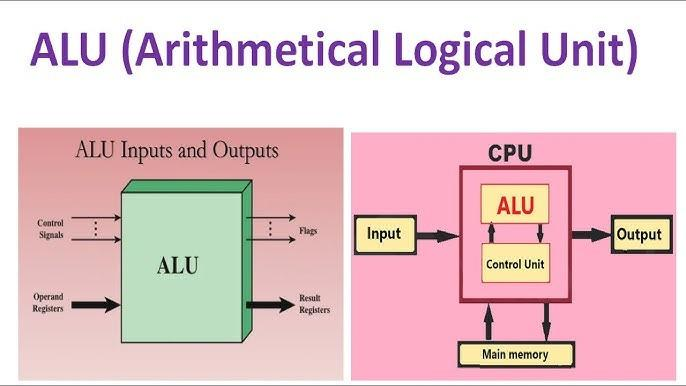 ALU (Arithmetical Logical Unit)
ALU Inputs and Outputs
Control
Signals
Flags
ALU
Operand
Registers
Result
Registers
CPU
ALU
Input
Output
Control Unit
Main memory